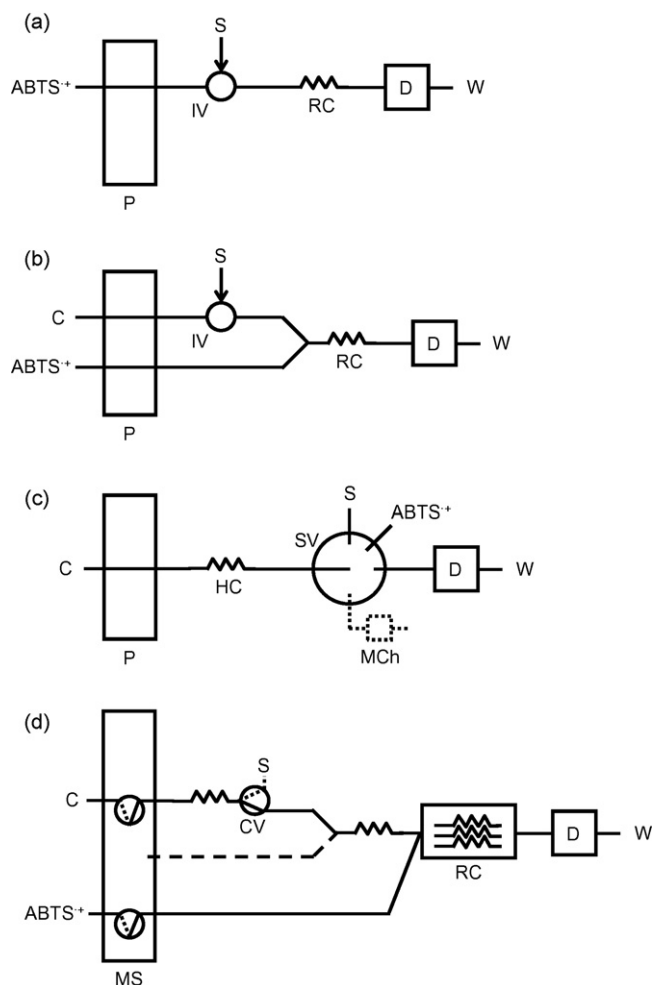 (a)
S
ABTS·+
IV
RC
D
W
P
(b)
S
C
IV
ABTS·+
RC
D
W
P
(c)
S
ABTS·+
SV
C
HC
D
W
MCh
P
(d)
S
C
CV
D
W
RC
ABTS·+
MS